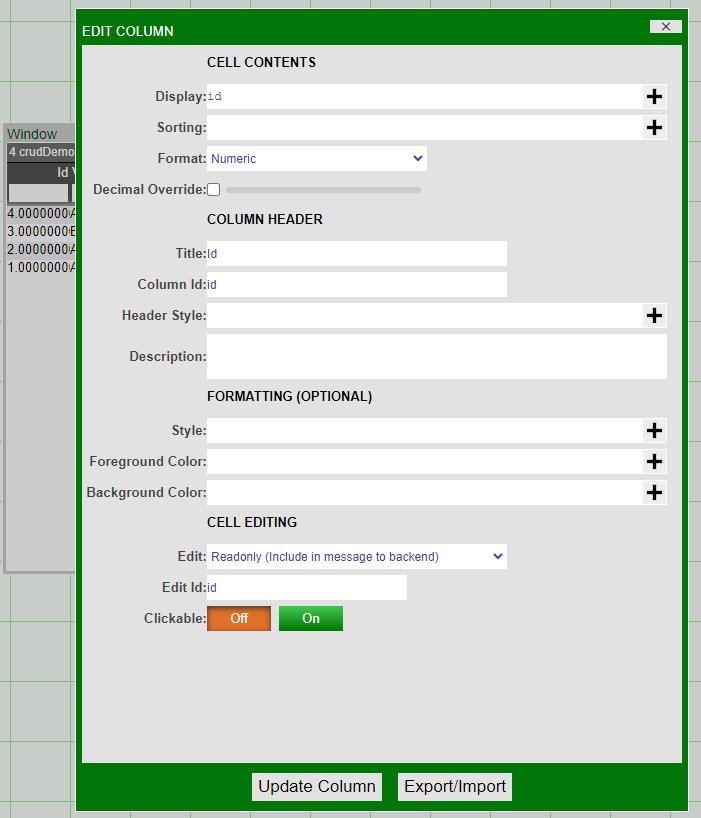 EDIT COLUMN
CELL CONTENTS
Display: id
Sorting:
Format: Numeric
Decimal Override:
COLUMN HEADER
Title: Id
Column Id: id
Header Style:
Description:
FORMATTING (OPTIONAL)
Style:
Foreground Color:
Background Color:
CELL EDITING
Edit: Readonly (Include in message to backend)
Edit Id: id
Clickable: Off On
Update Column Export/Import
Window
4 crudDemo
Id
4.0000000
3.0000000
2.0000000
1.0000000